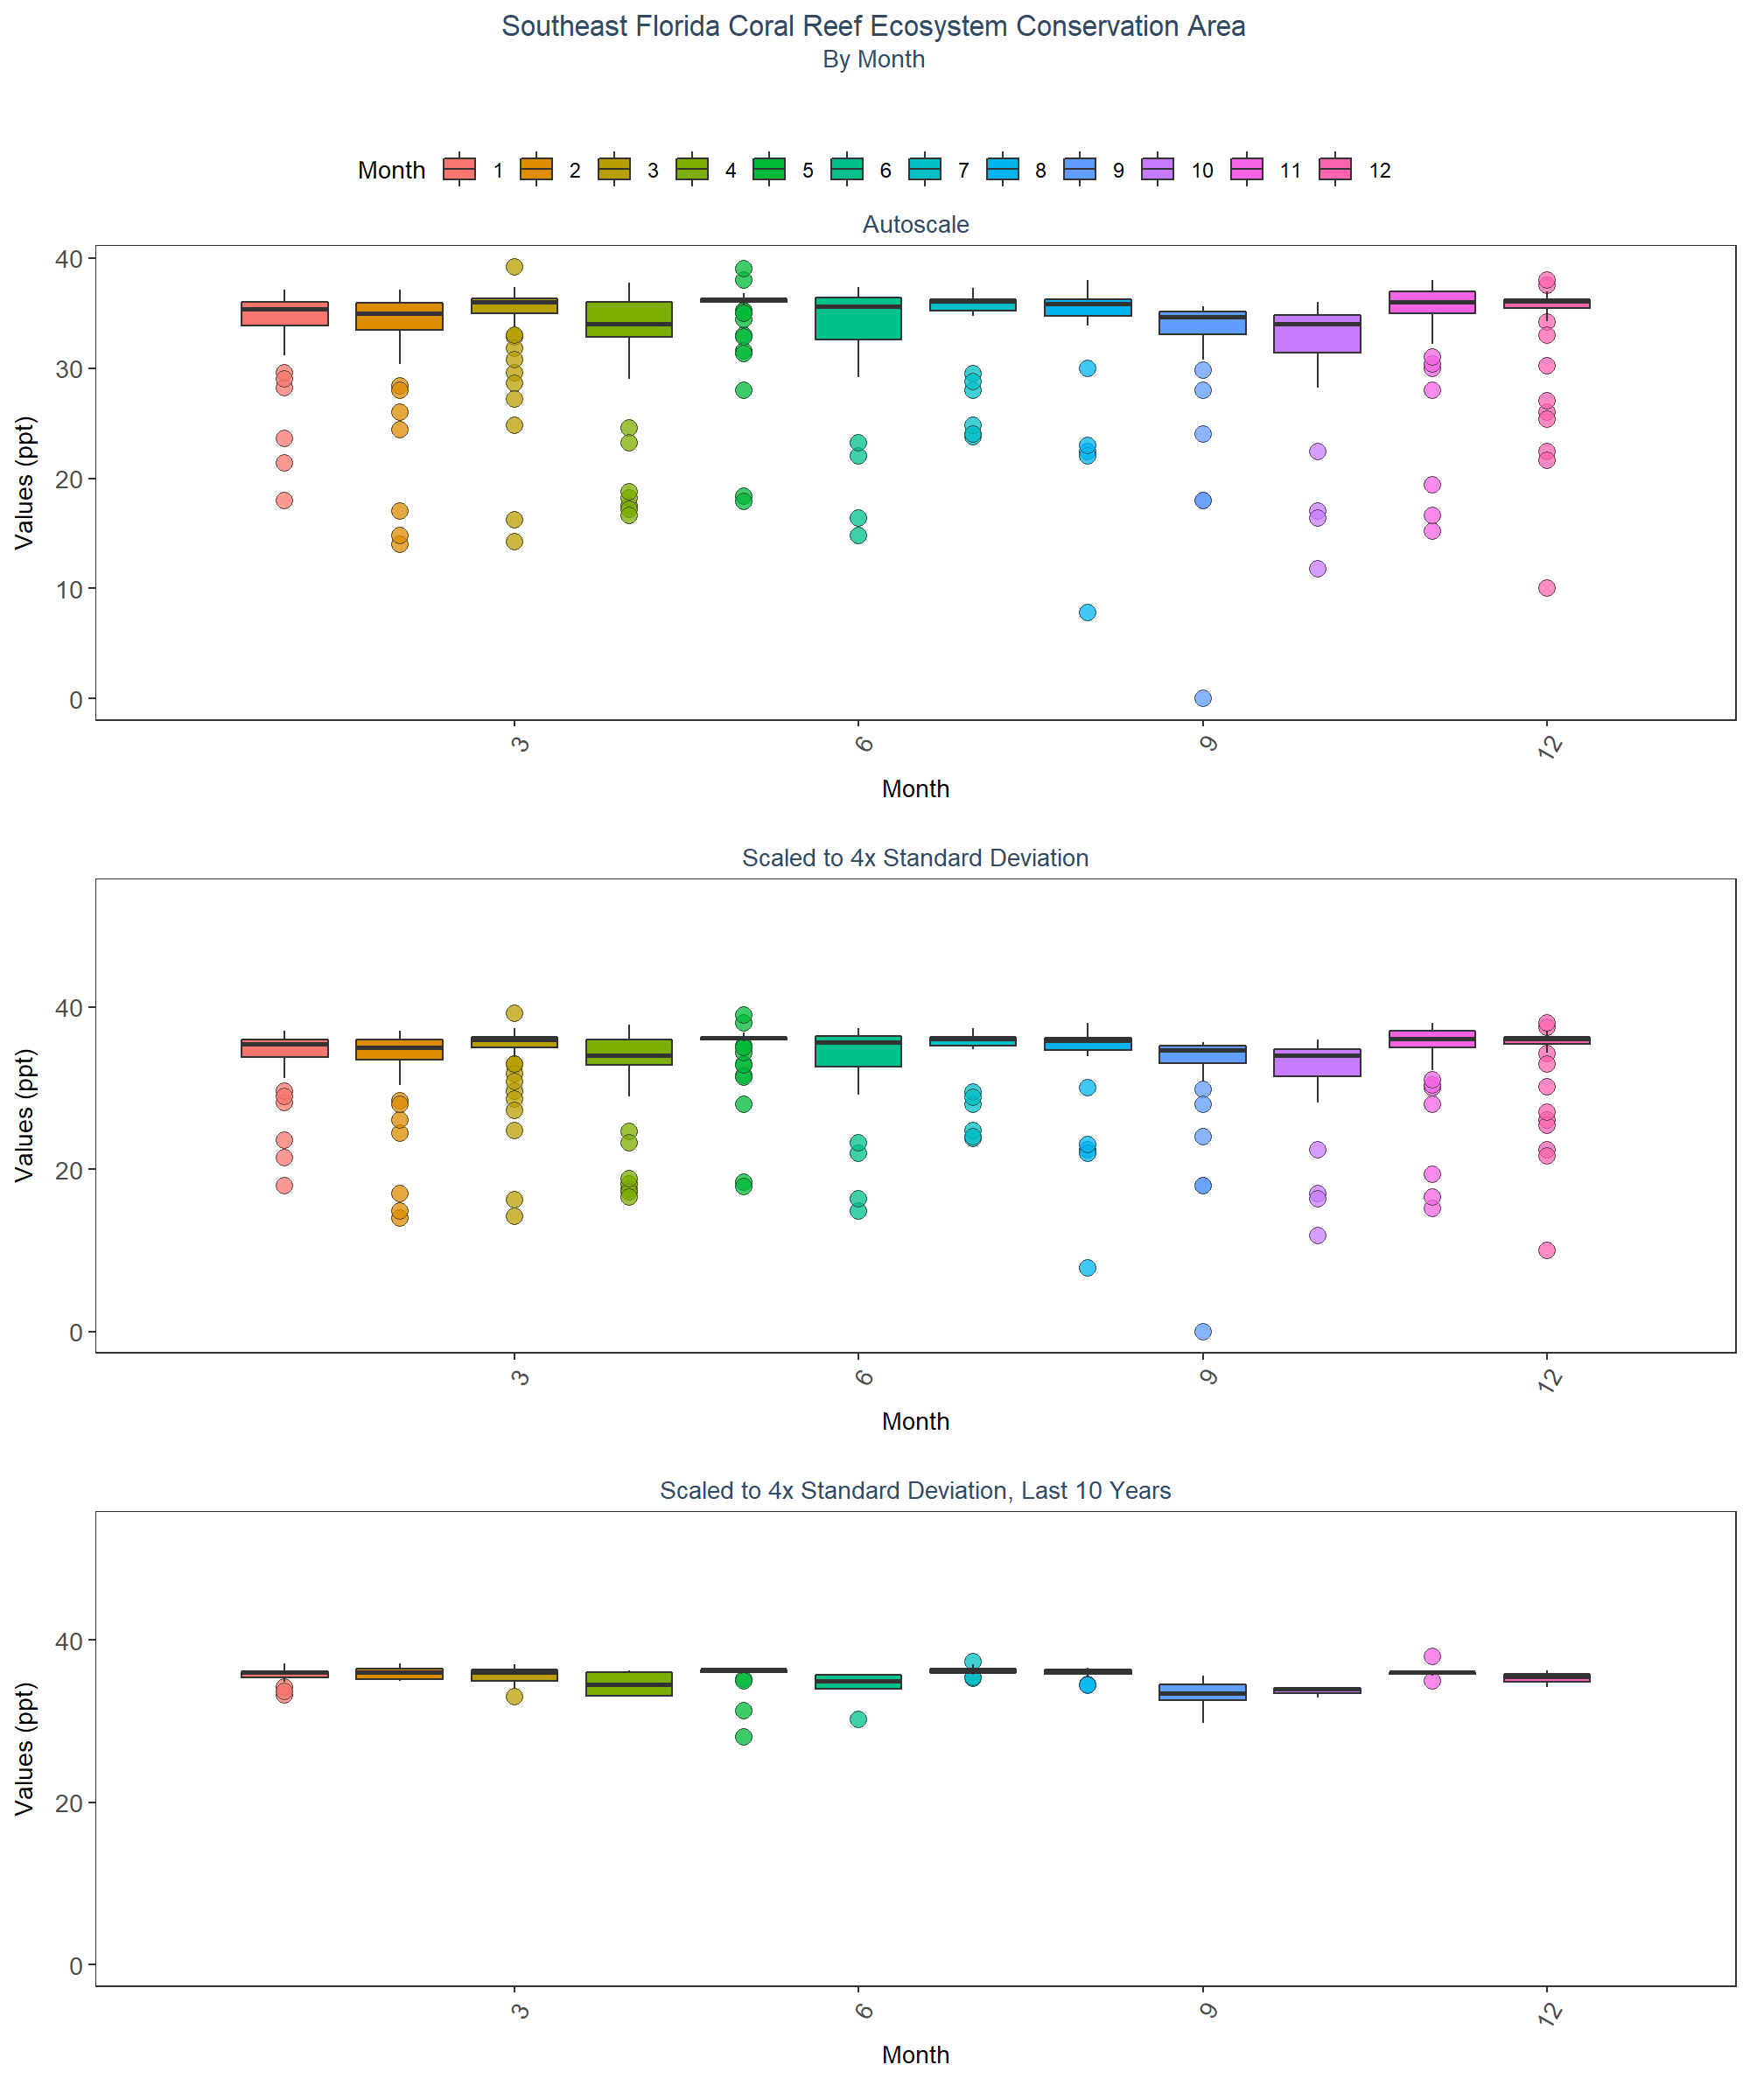 Southeast Florida Coral Reef Ecosystem Conservation Area
By Month
Month 1 2 3 4 5 6 7 8 9 10 11 12
Autoscale
Values (ppt)
40
30
20
10
0
3 6 9 12
Month
Scaled to 4x Standard Deviation
Values (ppt)
40
20
0
3 6 9 12
Month
Scaled to 4x Standard Deviation, Last 10 Years
Values (ppt)
40
20
0
3 6 9 12
Month